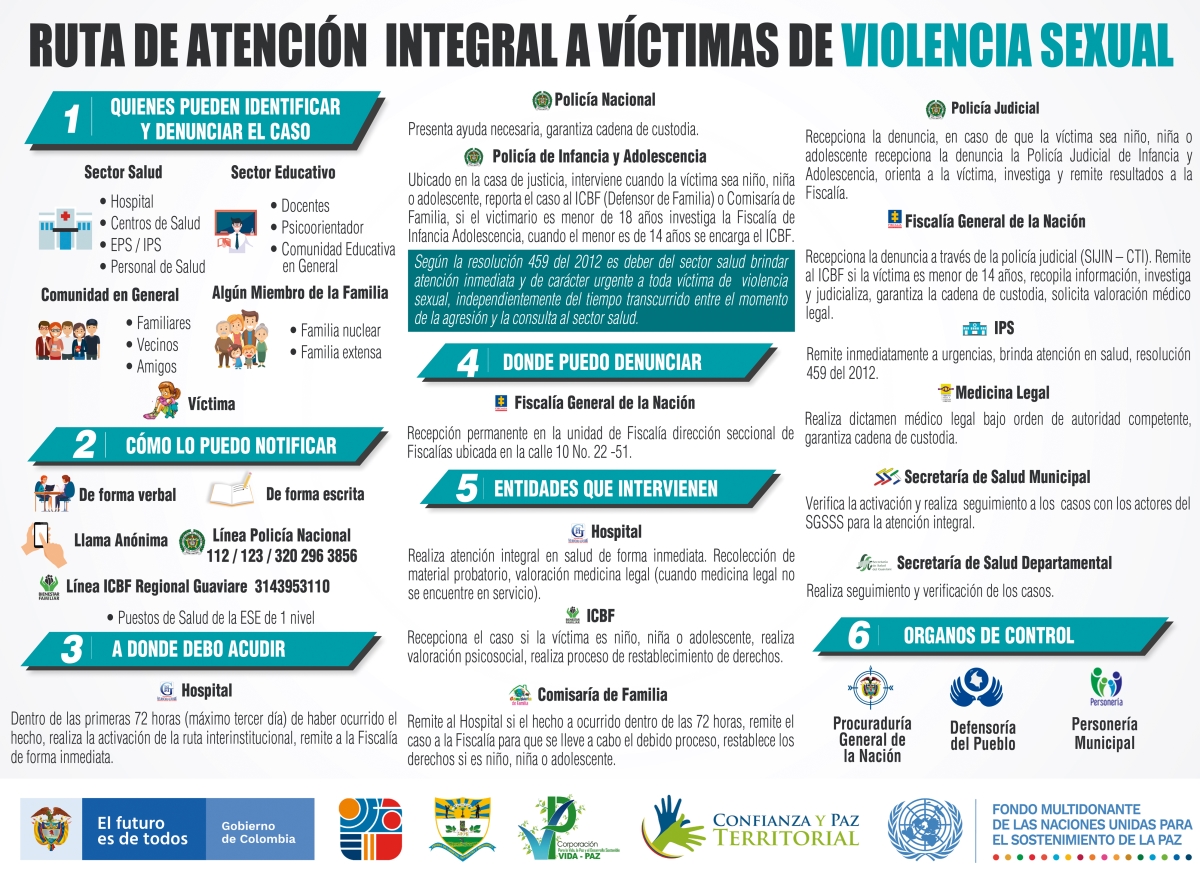 RUTA DE ATENCIÓN INTEGRAL A VÍCTIMAS DE VIOLENCIA SEXUAL
1
QUIENES PUEDEN IDENTIFICAR
Y DENUNCIAR EL CASO
Sector Salud
• Hospital
• Centros de Salud
• EPS / IPS
• Personal de Salud
Sector Educativo
• Docentes
• Psicoorientador
• Comunidad Educativa
en General
Comunidad en General
• Familiares
• Vecinos
• Amigos
Algún Miembro de la Familia
• Familia nuclear
• Familia extensa
Víctima
2
CÓMO LO PUEDO NOTIFICAR
De forma verbal
De forma escrita
Llama Anónima
Línea Policía Nacional
112 / 123 / 320 296 3856
BIENESTAR
FAMILIAR
Línea ICBF Regional Guaviare 3143953110
• Puestos de Salud de la ESE de 1 nivel
3
A DONDE DEBO ACUDIR
Hospital
Dentro de las primeras 72 horas (máximo tercer día) de haber ocurrido el
hecho, realiza la activación de la ruta interinstitucional, remite a la Fiscalía
de forma inmediata.
Policía Nacional
Presenta ayuda necesaria, garantiza cadena de custodia.
Policía de Infancia y Adolescencia
Ubicado en la casa de justicia, interviene cuando la víctima sea niño, niña
o adolescente, reporta el caso al ICBF (Defensor de Familia) o Comisaría de
Familia, si el victimario es menor de 18 años investiga la Fiscalía de
Infancia Adolescencia, cuando el menor es de 14 años se encarga el ICBF.
Según la resolución 459 del 2012 es deber del sector salud brindar
atención inmediata y de carácter urgente a toda víctima de violencia
sexual, independientemente del tiempo transcurrido entre el momento
de la agresión y la consulta al sector salud.
4
DONDE PUEDO DENUNCIAR
Fiscalía General de la Nación
Recepción permanente en la unidad de Fiscalía dirección seccional de
Fiscalías ubicada en la calle 10 No. 22 -51.
5
ENTIDADES QUE INTERVIENEN
Hospital
Realiza atención integral en salud de forma inmediata. Recolección de
material probatorio, valoración medicina legal (cuando medicina legal no
se encuentre en servicio).
ICBF
Recepciona el caso si la víctima es niño, niña o adolescente, realiza
valoración psicosocial, realiza proceso de restablecimiento de derechos.
Comisaría de Familia
Remite al Hospital si el hecho a ocurrido dentro de las 72 horas, remite el
caso a la Fiscalía para que se lleve a cabo el debido proceso, restablece los
derechos si es niño, niña o adolescente.
Policía Judicial
Recepciona la denuncia, en caso de que la víctima sea niño, niña o
adolescente recepciona la denuncia la Policía Judicial de Infancia y
Adolescencia, orienta a la víctima, investiga y remite resultados a la
Fiscalía.
Fiscalía General de la Nación
Recepciona la denuncia a través de la policía judicial (SIJIN – CTI). Remite
al ICBF si la víctima es menor de 14 años, recopila información, investiga
y judicializa, garantiza la cadena de custodia, solicita valoración médico
legal.
IPS
Remite inmediatamente a urgencias, brinda atención en salud, resolución
459 del 2012.
Medicina Legal
Realiza dictamen médico legal bajo orden de autoridad competente,
garantiza cadena de custodia.
Secretaría de Salud Municipal
Verifica la activación y realiza seguimiento a los casos con los actores del
SGSSS para la atención integral.
Secretaría de Salud Departamental
Realiza seguimiento y verificación de los casos.
6
ORGANOS DE CONTROL
Procuraduría
General de
la Nación
Defensoría
del Pueblo
Personería
Personería
Municipal
El futuro
es de todos
Gobierno
de Colombia
Corporación
VIDA - PAZ
CONFIANZA Y PAZ
TERRITORIAL
FONDO MULTIDONANTE
DE LAS NACIONES UNIDAS PARA
EL SOSTENIMIENTO DE LA PAZ